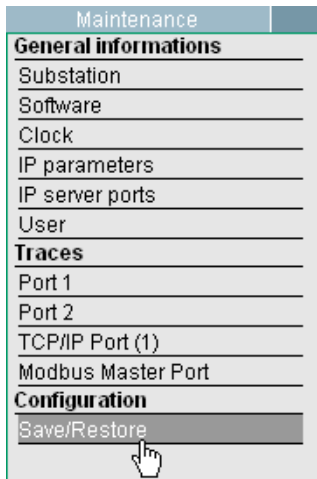 Maintenance
General informations
Substation
Software
Clock
IP parameters
IP server ports
User
Traces
Port 1
Port 2
TCP/IP Port (1)
Modbus Master Port
Configuration
Save/Restore